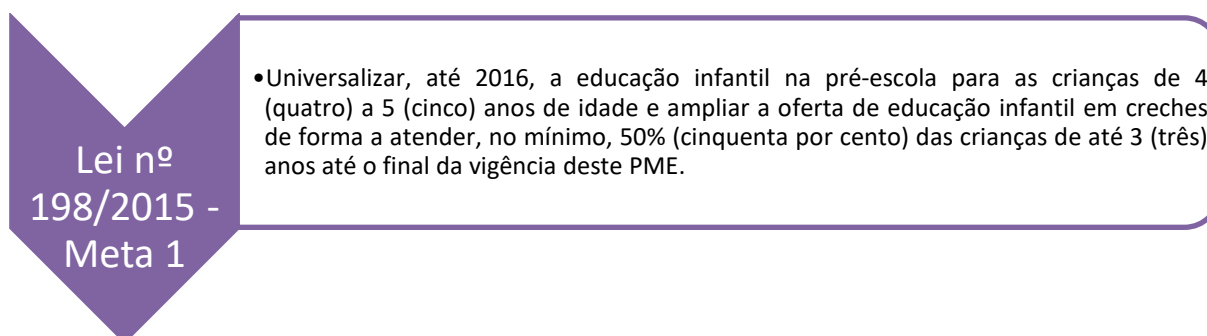 Lei nº
198/2015 -
Meta 1
•Universalizar, até 2016, a educação infantil na pré-escola para as crianças de 4
(quatro) a 5 (cinco) anos de idade e ampliar a oferta de educação infantil em creches
de forma a atender, no mínimo, 50% (cinquenta por cento) das crianças de até 3 (três)
anos até o final da vigência deste PME.